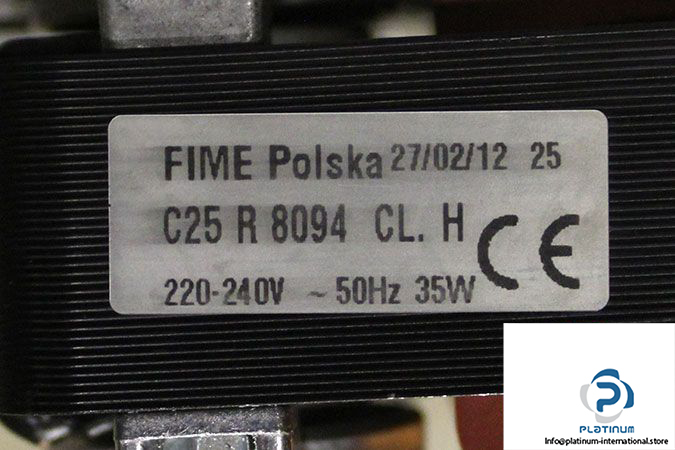 FIME Polska 27/02/12 25
C25 R 8094 CL. H
CE
220-240V ~ 50Hz 35W
PLATINUM
Info@platinum-international.store